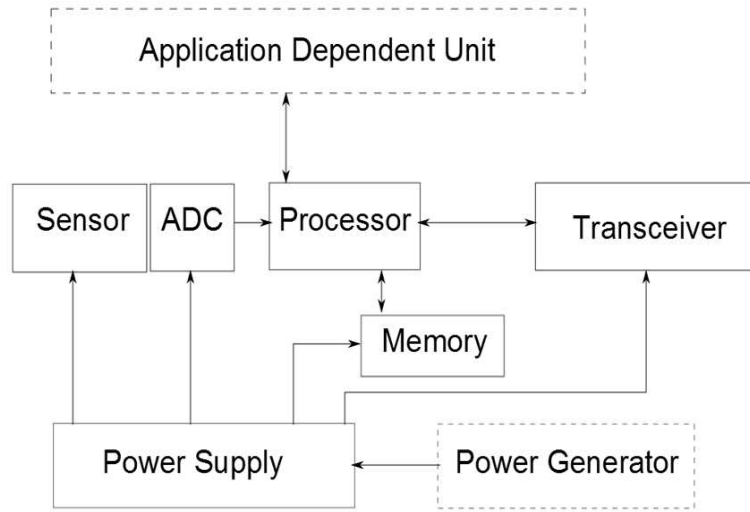 Application Dependent Unit
Sensor
ADC
Processor
Transceiver
Memory
Power Supply
Power Generator